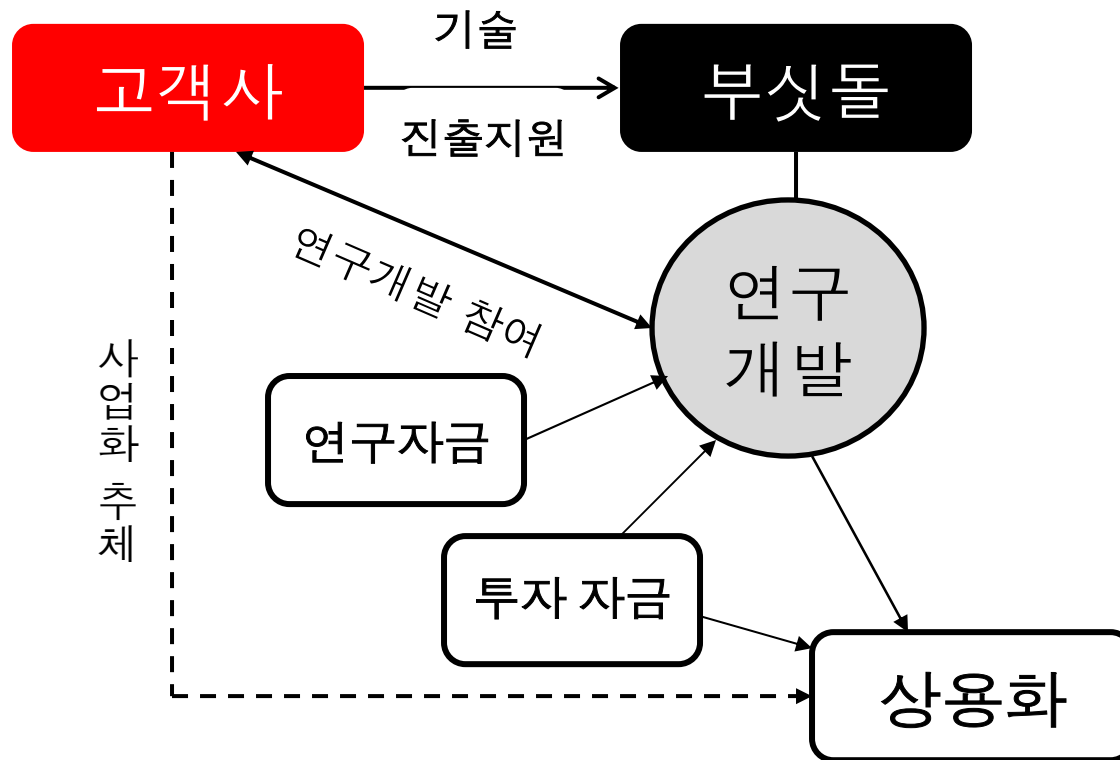 기술
고객사
부싯돌
진출지원
연구개발 참여
연구
개발
사업화 추체
연구자금
투자 자금
상용화